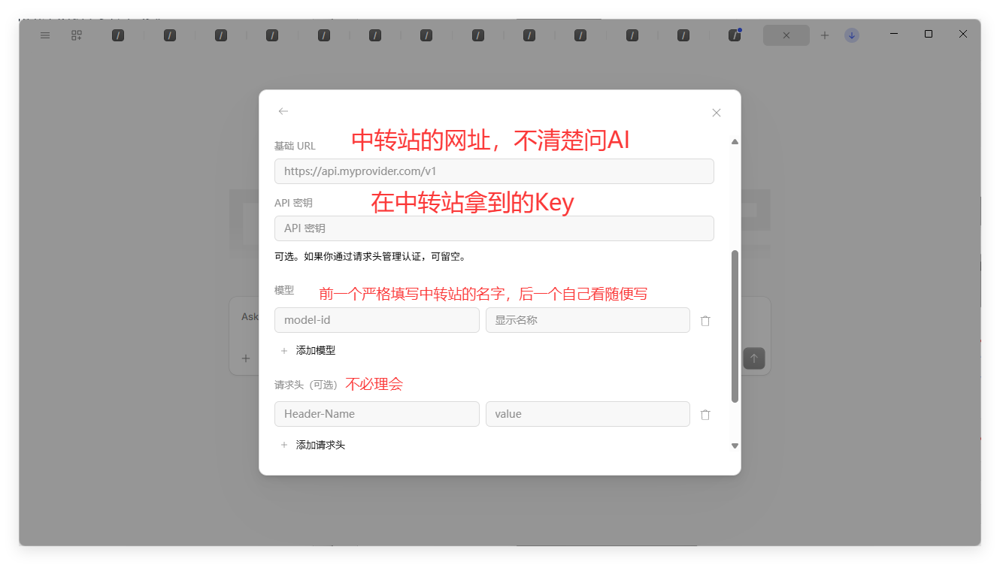 基础 URL
中转站的网址，不清楚问AI
https://api.myprovider.com/v1
API 密钥
在中转站拿到的Key
API 密钥
可选。如果你通过请求头管理认证，可留空。
模型
前一个严格填写中转站的名字，后一个自己看随便写
model-id
显示名称
+ 添加模型
请求头（可选）
不必理会
Header-Name
value
+ 添加请求头
Ask